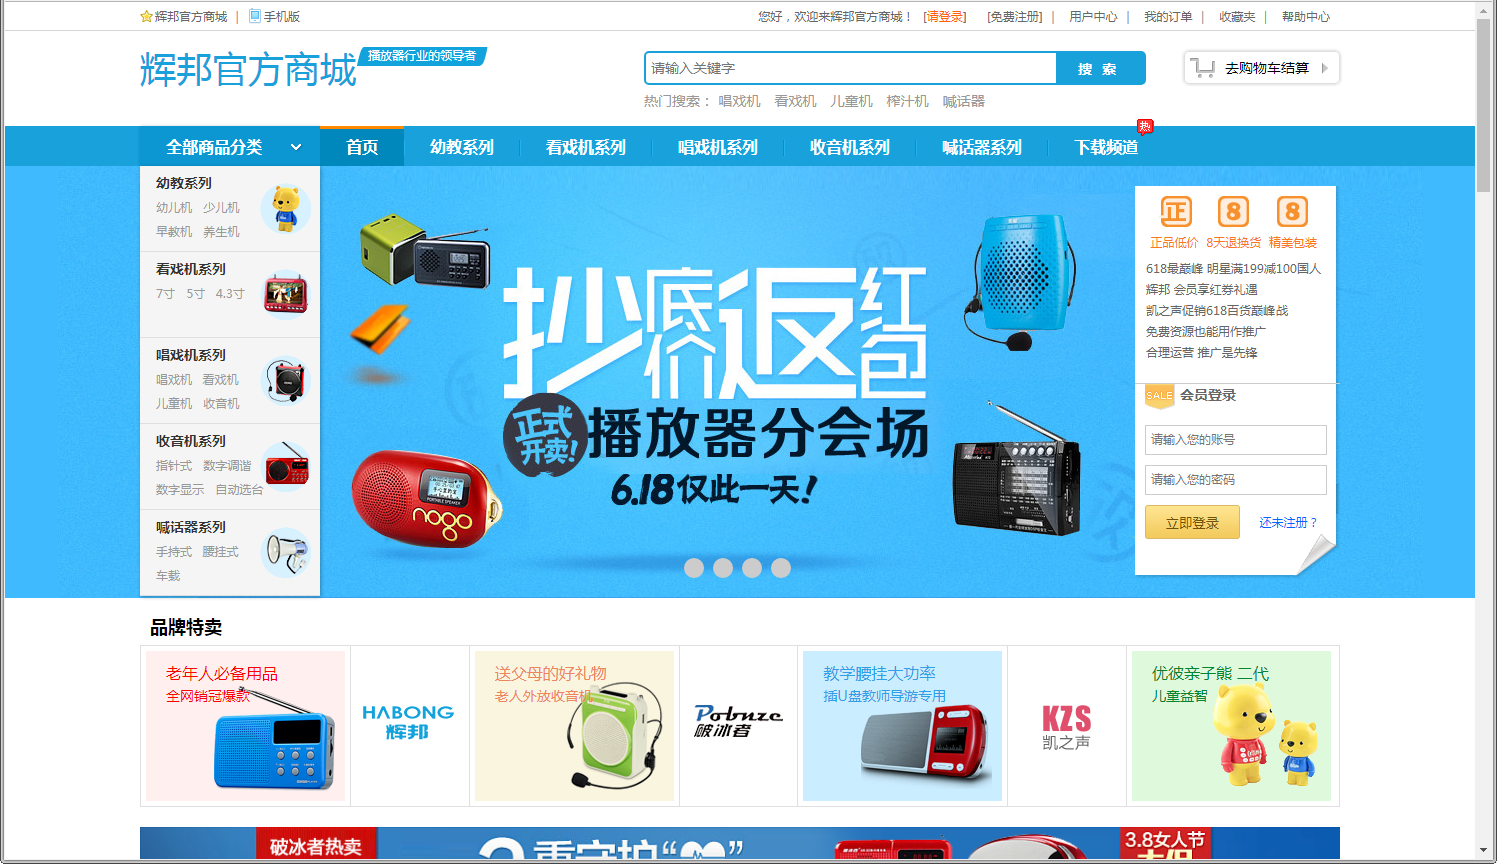 辉邦官方商城 | 手机版
您好，欢迎来辉邦官方商城！ [请登录] [免费注册] | 用户中心 | 我的订单 | 收藏夹 | 帮助中心
辉邦官方商城
播放器行业的领导者
请输入关键字
搜 索
去购物车结算
热门搜索： 唱戏机 看戏机 儿童机 榨汁机 喊话器
热
全部商品分类 首页 幼教系列 看戏机系列 唱戏机系列 收音机系列 喊话器系列 下载频道
幼教系列
幼儿机 少儿机
早教机 养生机
看戏机系列
7寸 5寸 4.3寸
唱戏机系列
唱戏机 看戏机
儿童机 收音机
收音机系列
指针式 数字调谐
数字显示 自动选台
喊话器系列
手持式 腰挂式
车载
抄底价返红包
正式开卖!
播放器分会场
6.18仅此一天!
PORTABLE SPEAKER
nogo
正 8 8
正品低价 8天退换货 精美包装
618最巅峰 明星满199减100国人
辉邦 会员享红券礼遇
凯之声促销618百货巅峰战
免费资源也能用作推广
合理运营 推广是先锋
SALE 会员登录
请输入您的账号
请输入您的密码
立即登录 还未注册？
品牌特卖
老年人必备用品
全网销冠爆款
HABONG
辉邦
送父母的好礼物
老人外放收音机
Pobnze
破冰者
教学腰挂大功率
插U盘教师导游专用
KZS
凯之声
优彼亲子熊 二代
儿童益智
破冰者热卖
3.8女人节